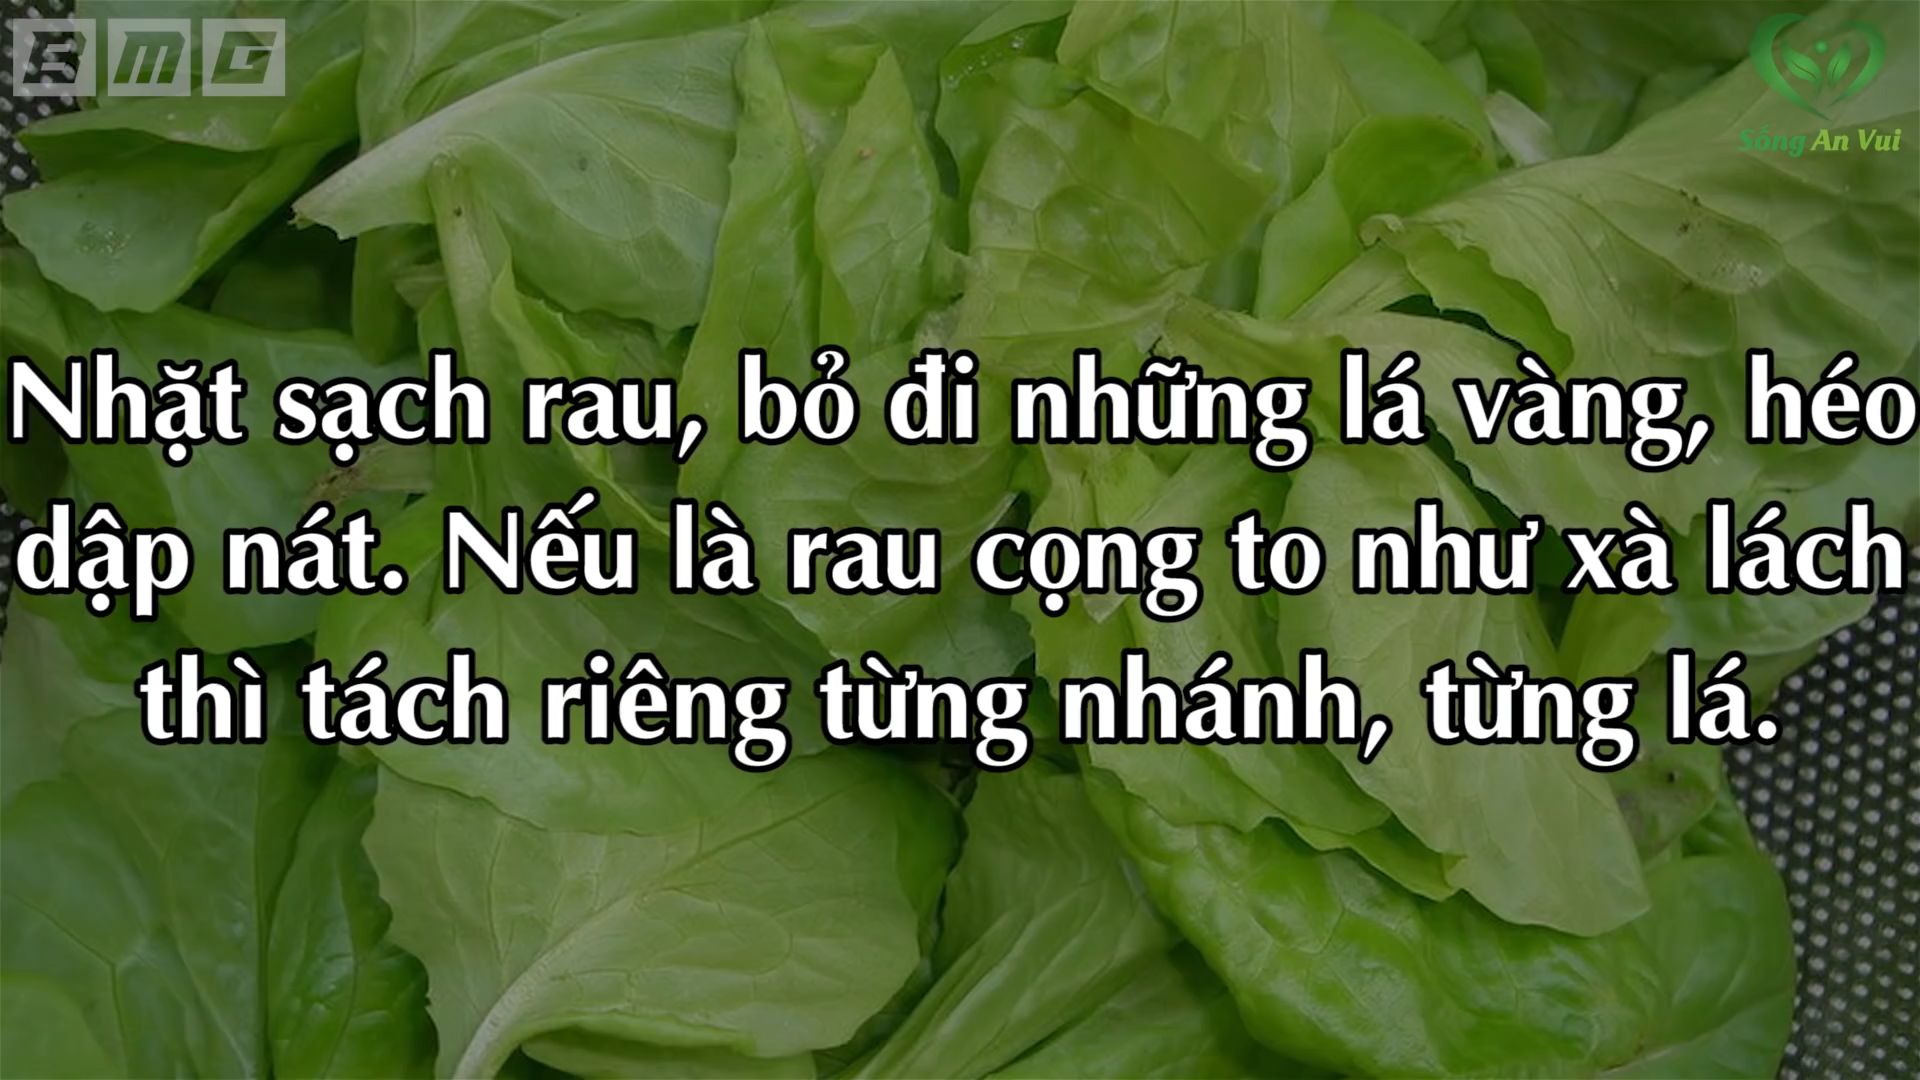 SMG
Sống An Vui
Nhặt sạch rau, bỏ đi những lá vàng, héo
dập nát. Nếu là rau cọng to như xà lách
thì tách riêng từng nhánh, từng lá.